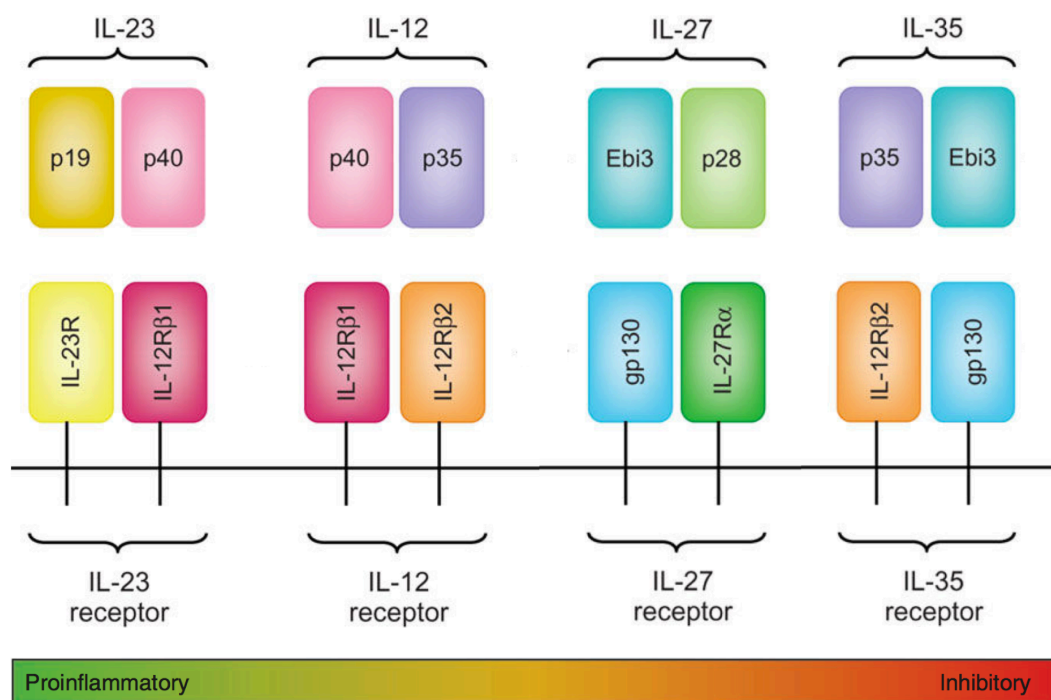 IL-23 IL-12 IL-27 IL-35
p19 p40 p40 p35 Ebi3 p28 p35 Ebi3
IL-23R IL-12Rβ1 IL-12Rβ1 IL-12Rβ2 gp130 IL-27Rα IL-12Rβ2 gp130
IL-23 IL-12 IL-27 IL-35
receptor receptor receptor receptor
Proinflammatory Inhibitory